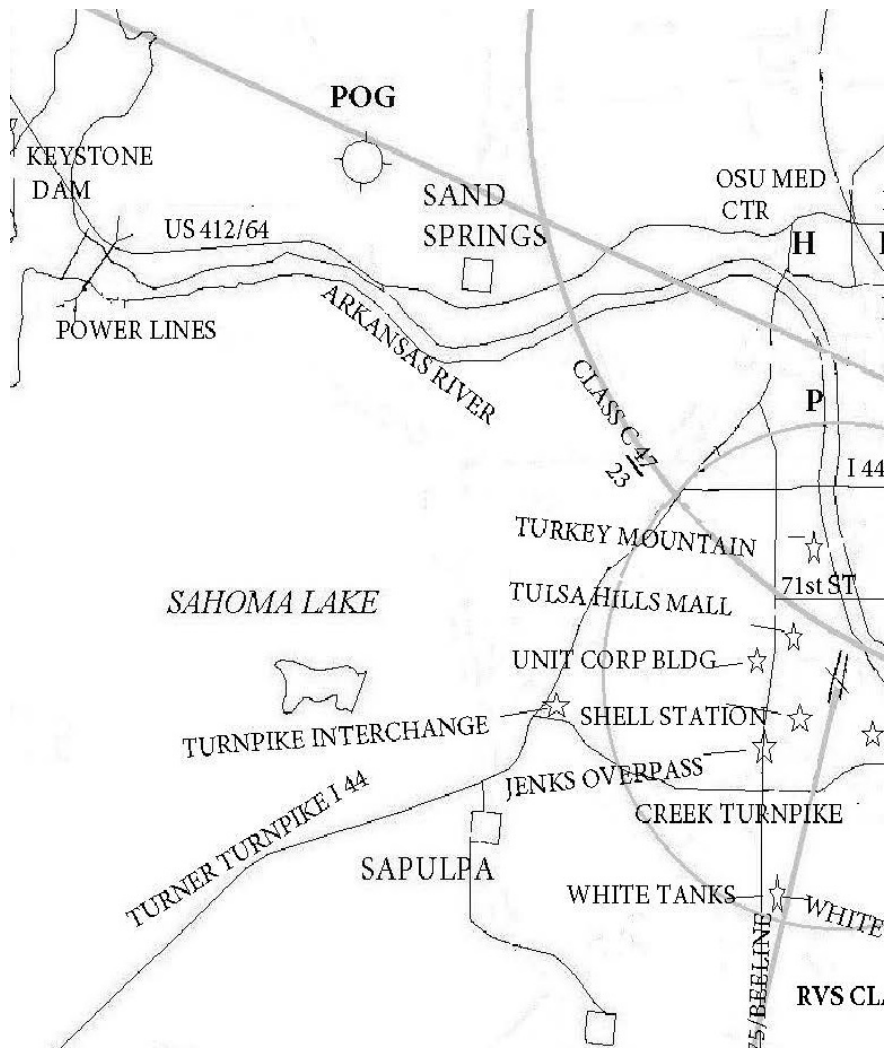 POG
KEYSTONE
DAM
SAND
SPRINGS
OSU MED
CTR
US 412/64
H
POWER LINES
ARKANSAS RIVER
CLASS C 47
23
P
I 44
TURKEY MOUNTAIN
71st ST
TULSA HILLS MALL
SAHOMA LAKE
UNIT CORP BLDG
SHELL STATION
TURNPIKE INTERCHANGE
JENKS OVERPASS
TURNER TURNPIKE I 44
CREEK TURNPIKE
SAPULPA
WHITE TANKS
WHITE
75/BEELINE
RVS CLA